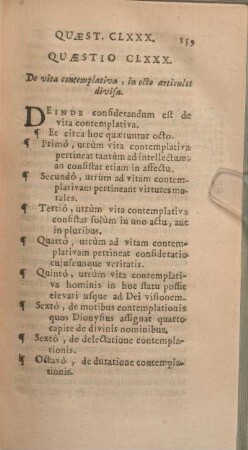 QUÆST. CLXXX. 159
QUÆSTIO CLXXX.
De vita contemplativa, in octo articulos
divisa.
DEINDE considerandum est de
vita contemplativa.
¶ Et circa hoc quæruntur octo.
¶ Primò, utrùm vita contemplativa
pertineat tantùm ad intellectum,
an consistat etiam in affectu.
¶ Secundò, utrùm ad vitam contem-
plativam pertineant virtutes mo-
rales.
¶ Tertiò, utrùm vita contemplativa
consistat solùm in uno actu, aut
in pluribus.
¶ Quartò, utrùm ad vitam contem-
plativam pertineat consideratio
cujuscunque veritatis.
¶ Quintò, utrùm vita contemplati-
va hominis in hoc statu possit
elevari usque ad Dei visionem.
¶ Sextò, de motibus contemplationis
quos Dionysius assignat quarto
capite de divinis nominibus.
¶ Sextò, de delectatione contempla-
tionis.
¶ Octavò, de duratione contempla-
tionis.